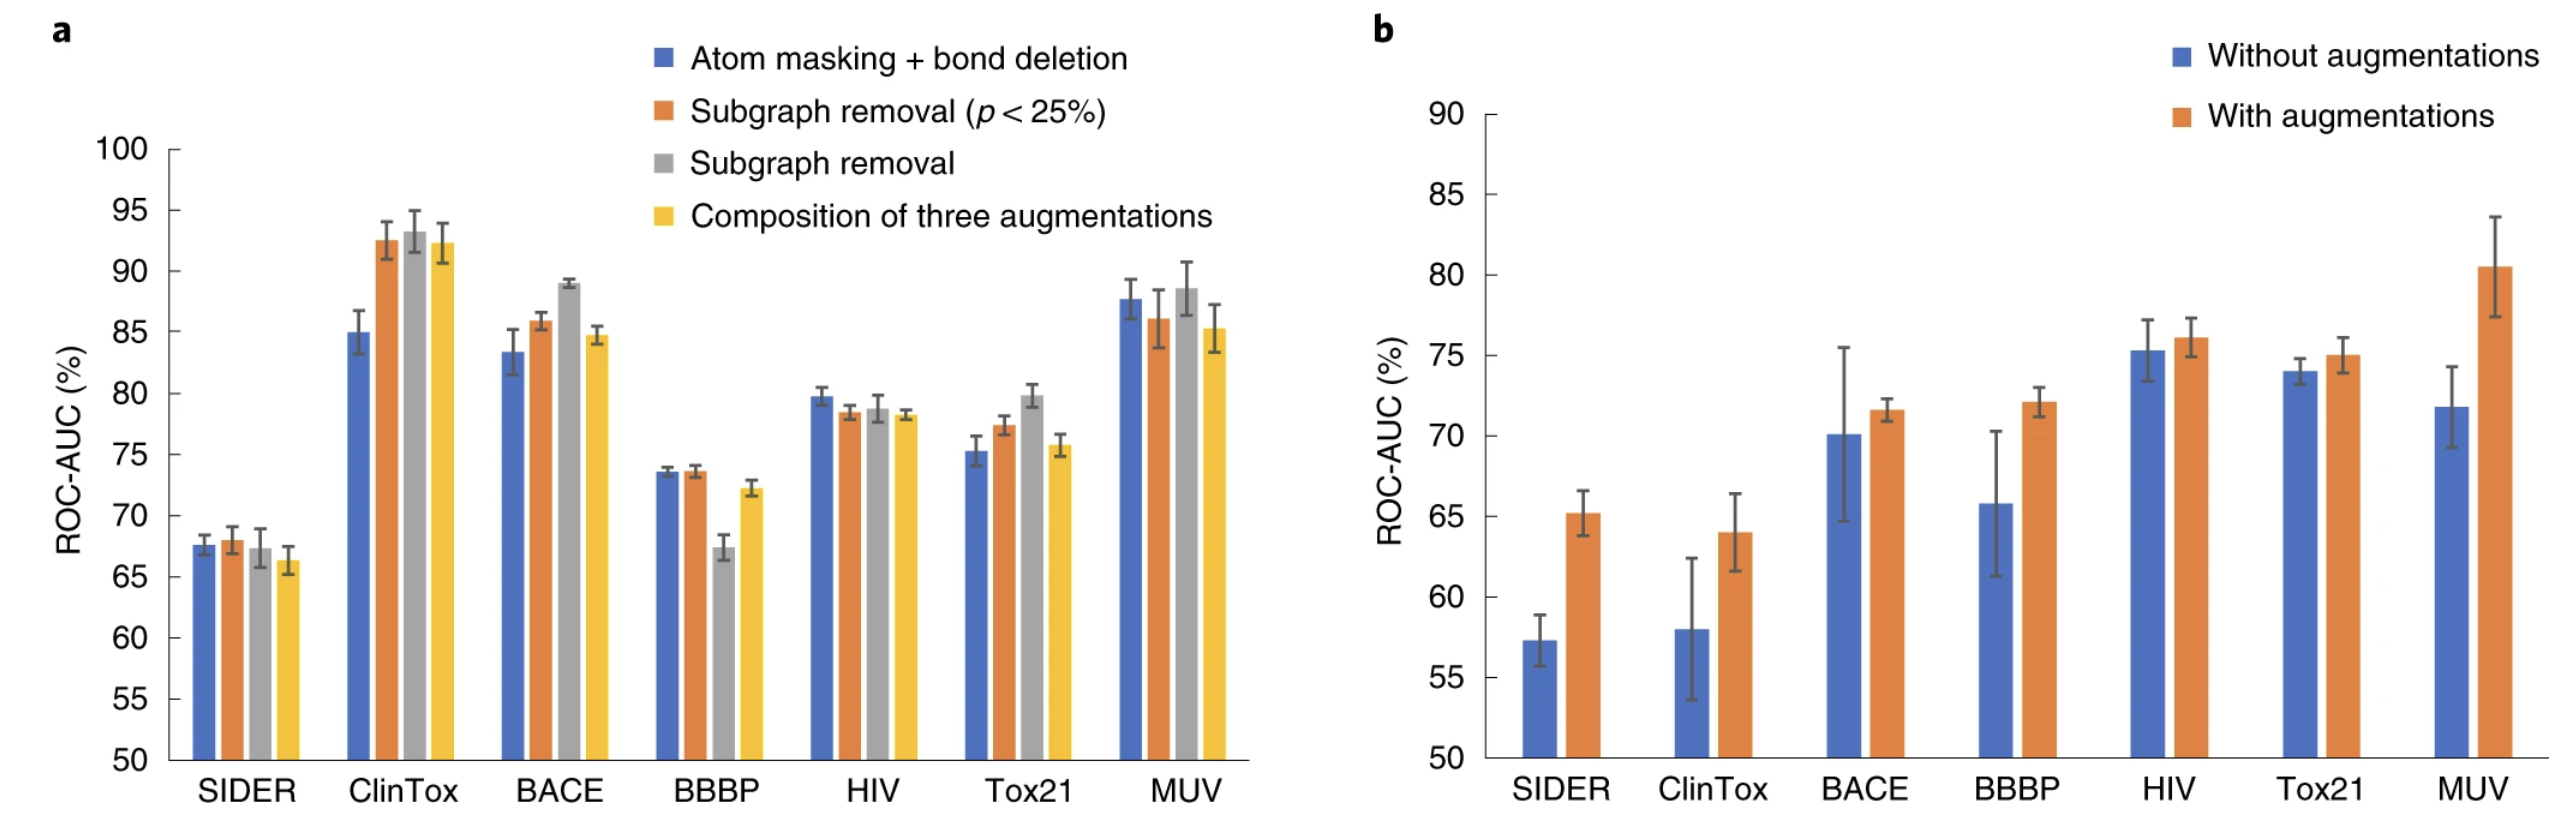 a
Atom masking + bond deletion
Subgraph removal (p < 25%)
Subgraph removal
Composition of three augmentations
100
95
90
85
80
75
70
65
60
55
50
ROC-AUC (%)
SIDER ClinTox BACE BBBP HIV Tox21 MUV
b
Without augmentations
With augmentations
90
85
80
75
70
65
60
55
50
ROC-AUC (%)
SIDER ClinTox BACE BBBP HIV Tox21 MUV